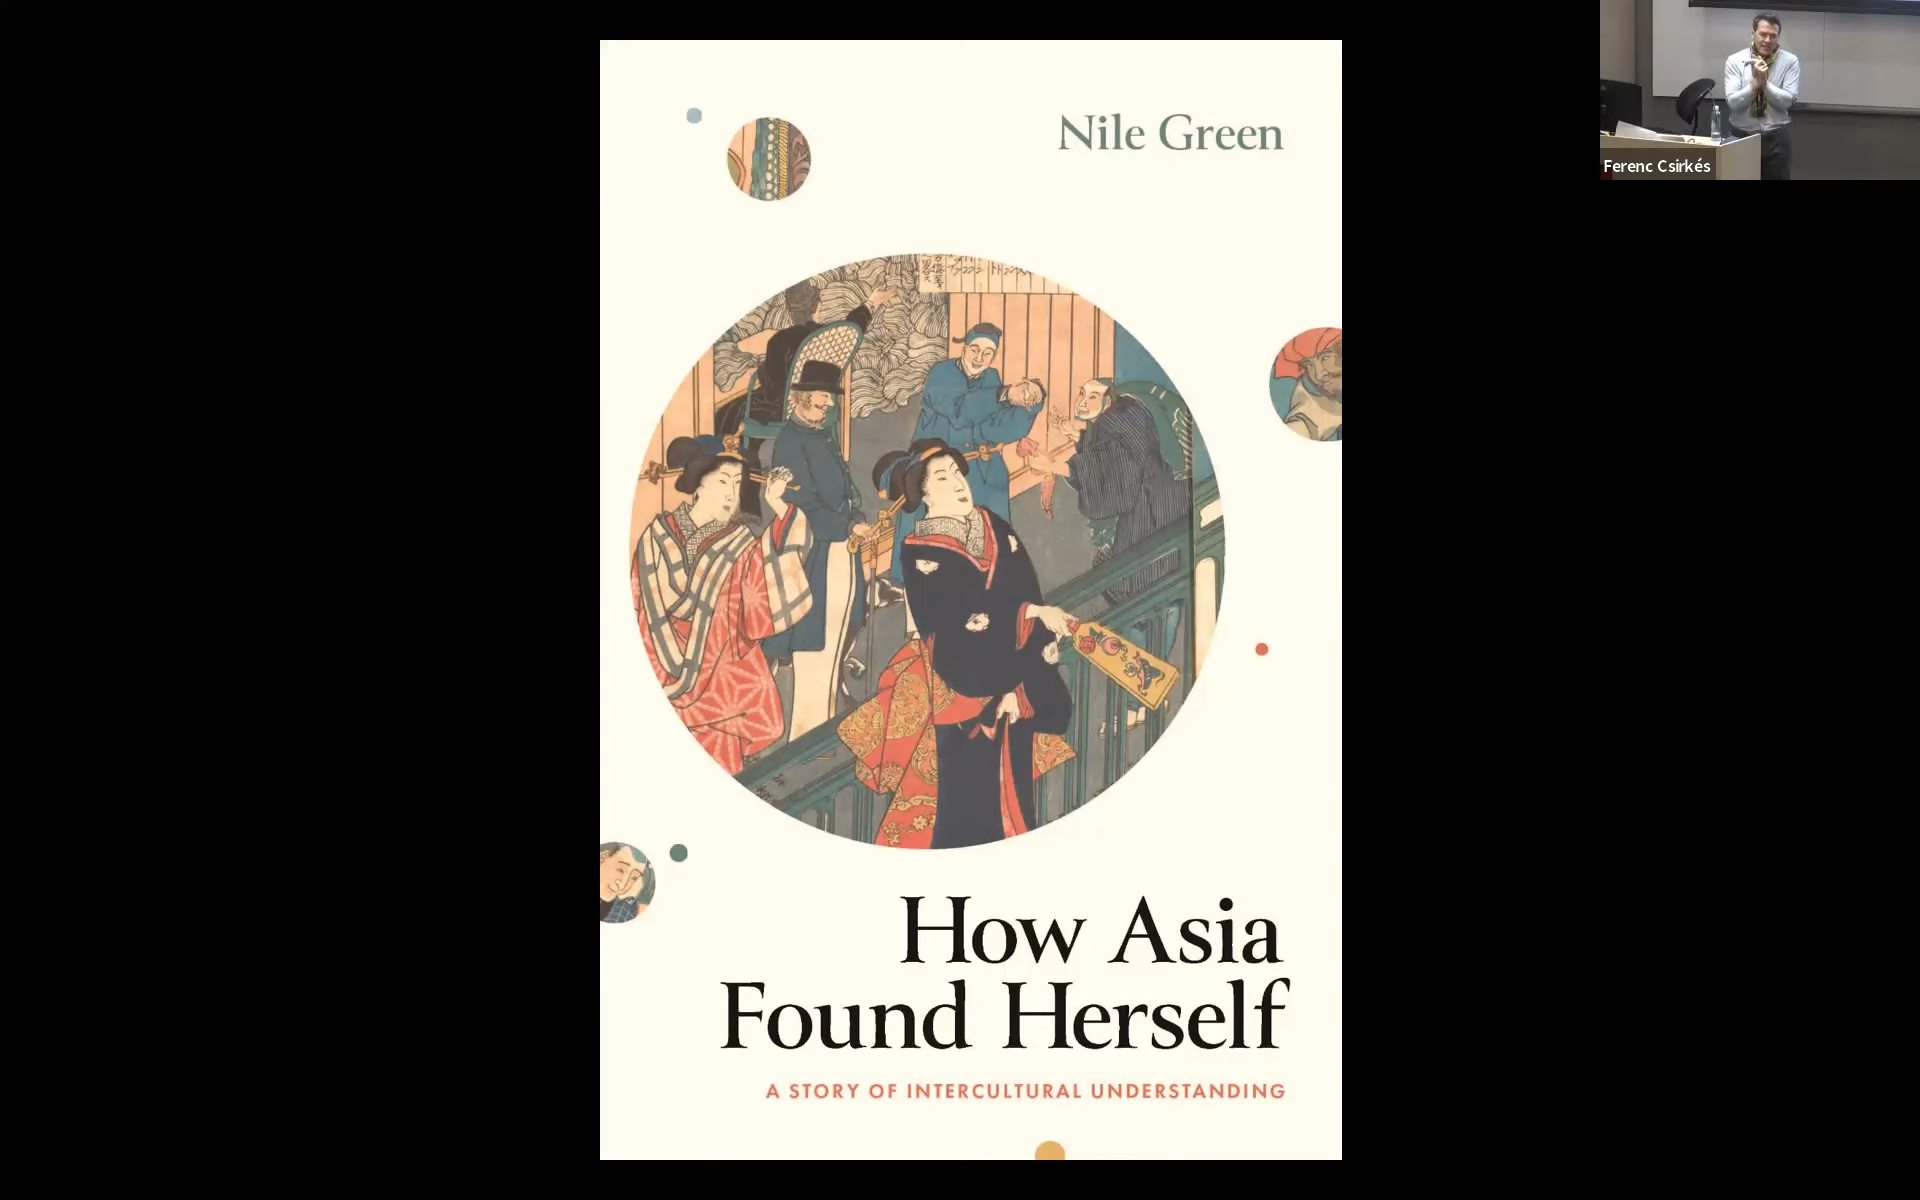 Nile Green
How Asia
Found Herself
A STORY OF INTERCULTURAL UNDERSTANDING
Ferenc Csirkés